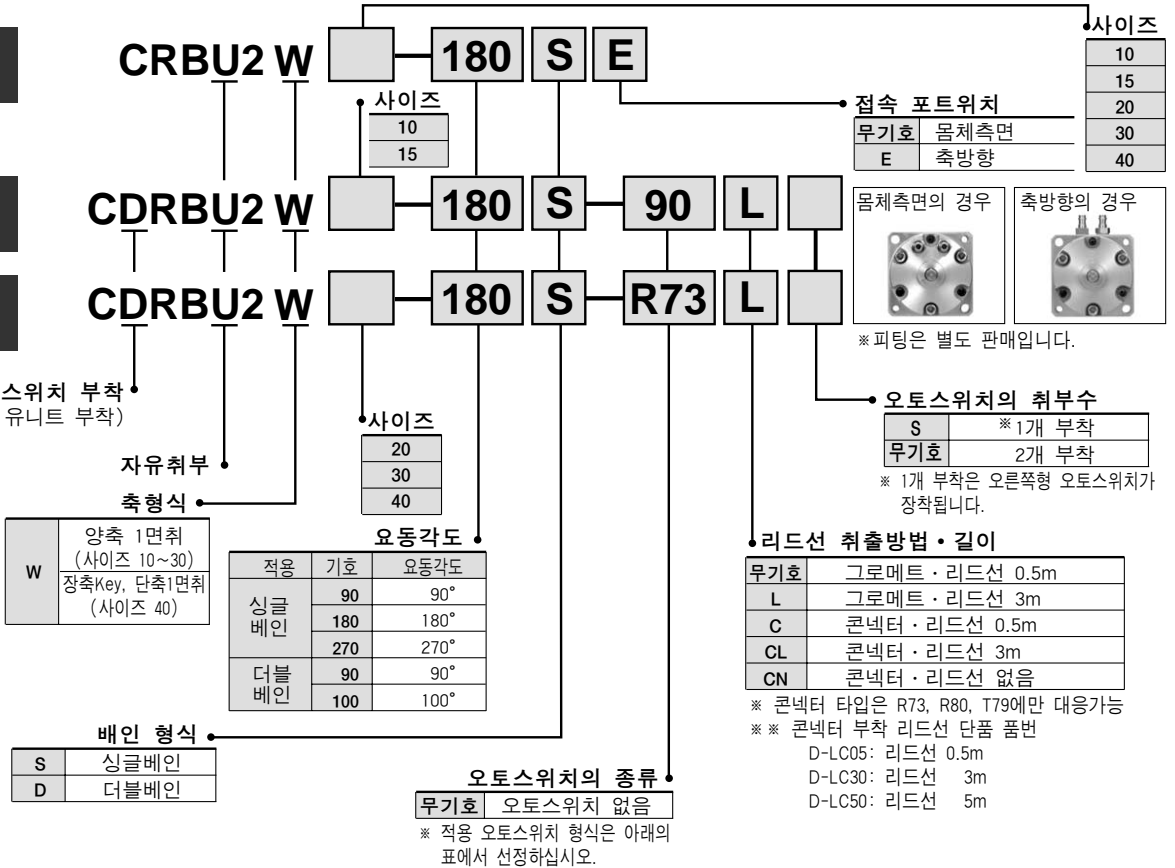 CRBU2 W 180 S E
사이즈
10
15
20
30
40
사이즈
10
15
접속 포트위치
무기호 몸체측면
E 축방향
CDRBU2 W 180 S 90 L
몸체측면의 경우
축방향의 경우
CDRBU2 W 180 S R73 L
※피팅은 별도 판매입니다.
스위치 부착
유니트 부착)
자유취부
축형식
W
양축 1면취
(사이즈 10~30)
장축Key, 단축1면취
(사이즈 40)
사이즈
20
30
40
요동각도
적용 기호 요동각도
싱글
베인
90 90°
180 180°
270 270°
더블
베인
90 90°
100 100°
오토스위치의 취부수
S ※1개 부착
무기호 2개 부착
※ 1개 부착은 오른쪽형 오토스위치가
장착됩니다.
리드선 취출방법・길이
무기호 그로메트・리드선 0.5m
L 그로메트・리드선 3m
C 콘넥터・리드선 0.5m
CL 콘넥터・리드선 3m
CN 콘넥터・리드선 없음
※ 콘넥터 타입은 R73, R80, T79에만 대응가능
※※ 콘넥터 부착 리드선 단품 품번
D-LC05: 리드선 0.5m
D-LC30: 리드선 3m
D-LC50: 리드선 5m
배인 형식
S 싱글베인
D 더블베인
오토스위치의 종류
무기호 오토스위치 없음
※ 적용 오토스위치 형식은 아래의
표에서 선정하십시오.